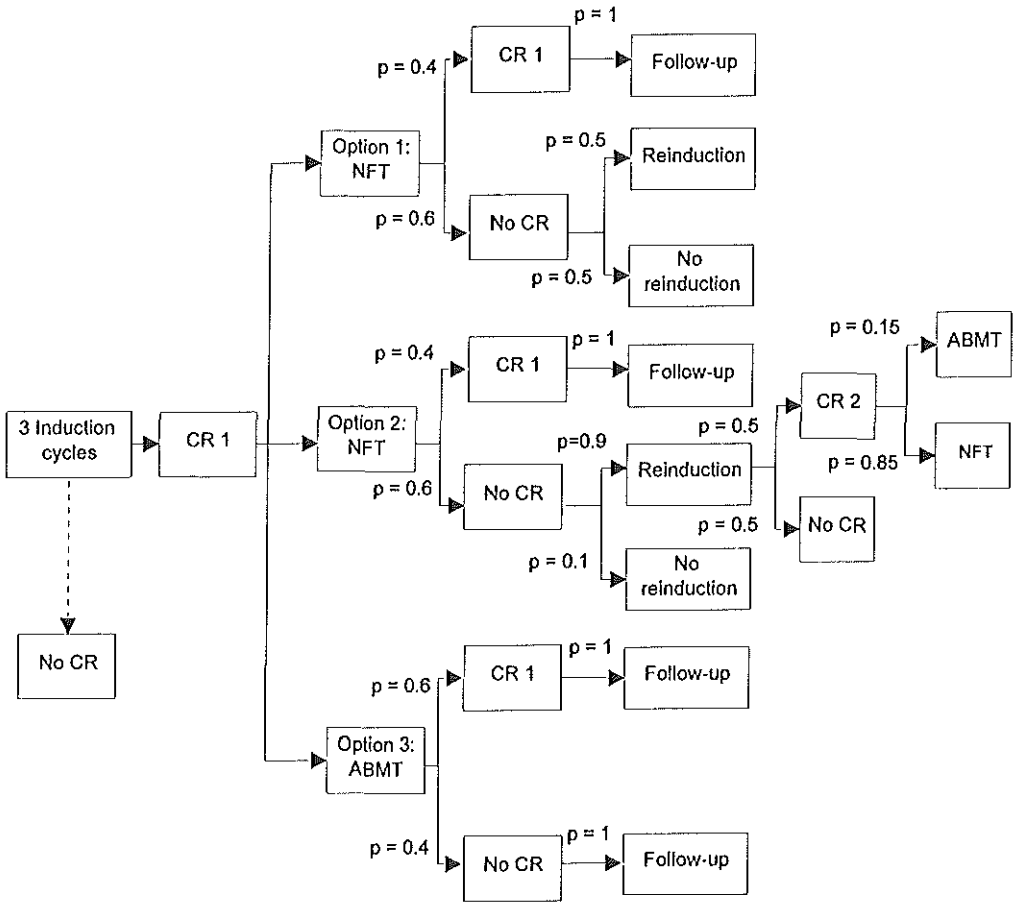 p = 1
CR 1
Follow-up
p = 0.4
p = 0.5
Option 1:
NFT
Reinduction
p = 0.6
No CR
p = 0.5
No
reinduction
p = 0.15
ABMT
p = 1
p = 0.4
CR 1
Follow-up
CR 2
3 Induction
cycles
CR 1
Option 2:
NFT
p=0.9
p = 0.5
Reinduction
p = 0.85
NFT
p = 0.6
No CR
p = 0.5
No CR
p = 0.1
No
reinduction
No CR
p = 1
p = 0.6
CR 1
Follow-up
Option 3:
ABMT
p = 1
p = 0.4
No CR
Follow-up